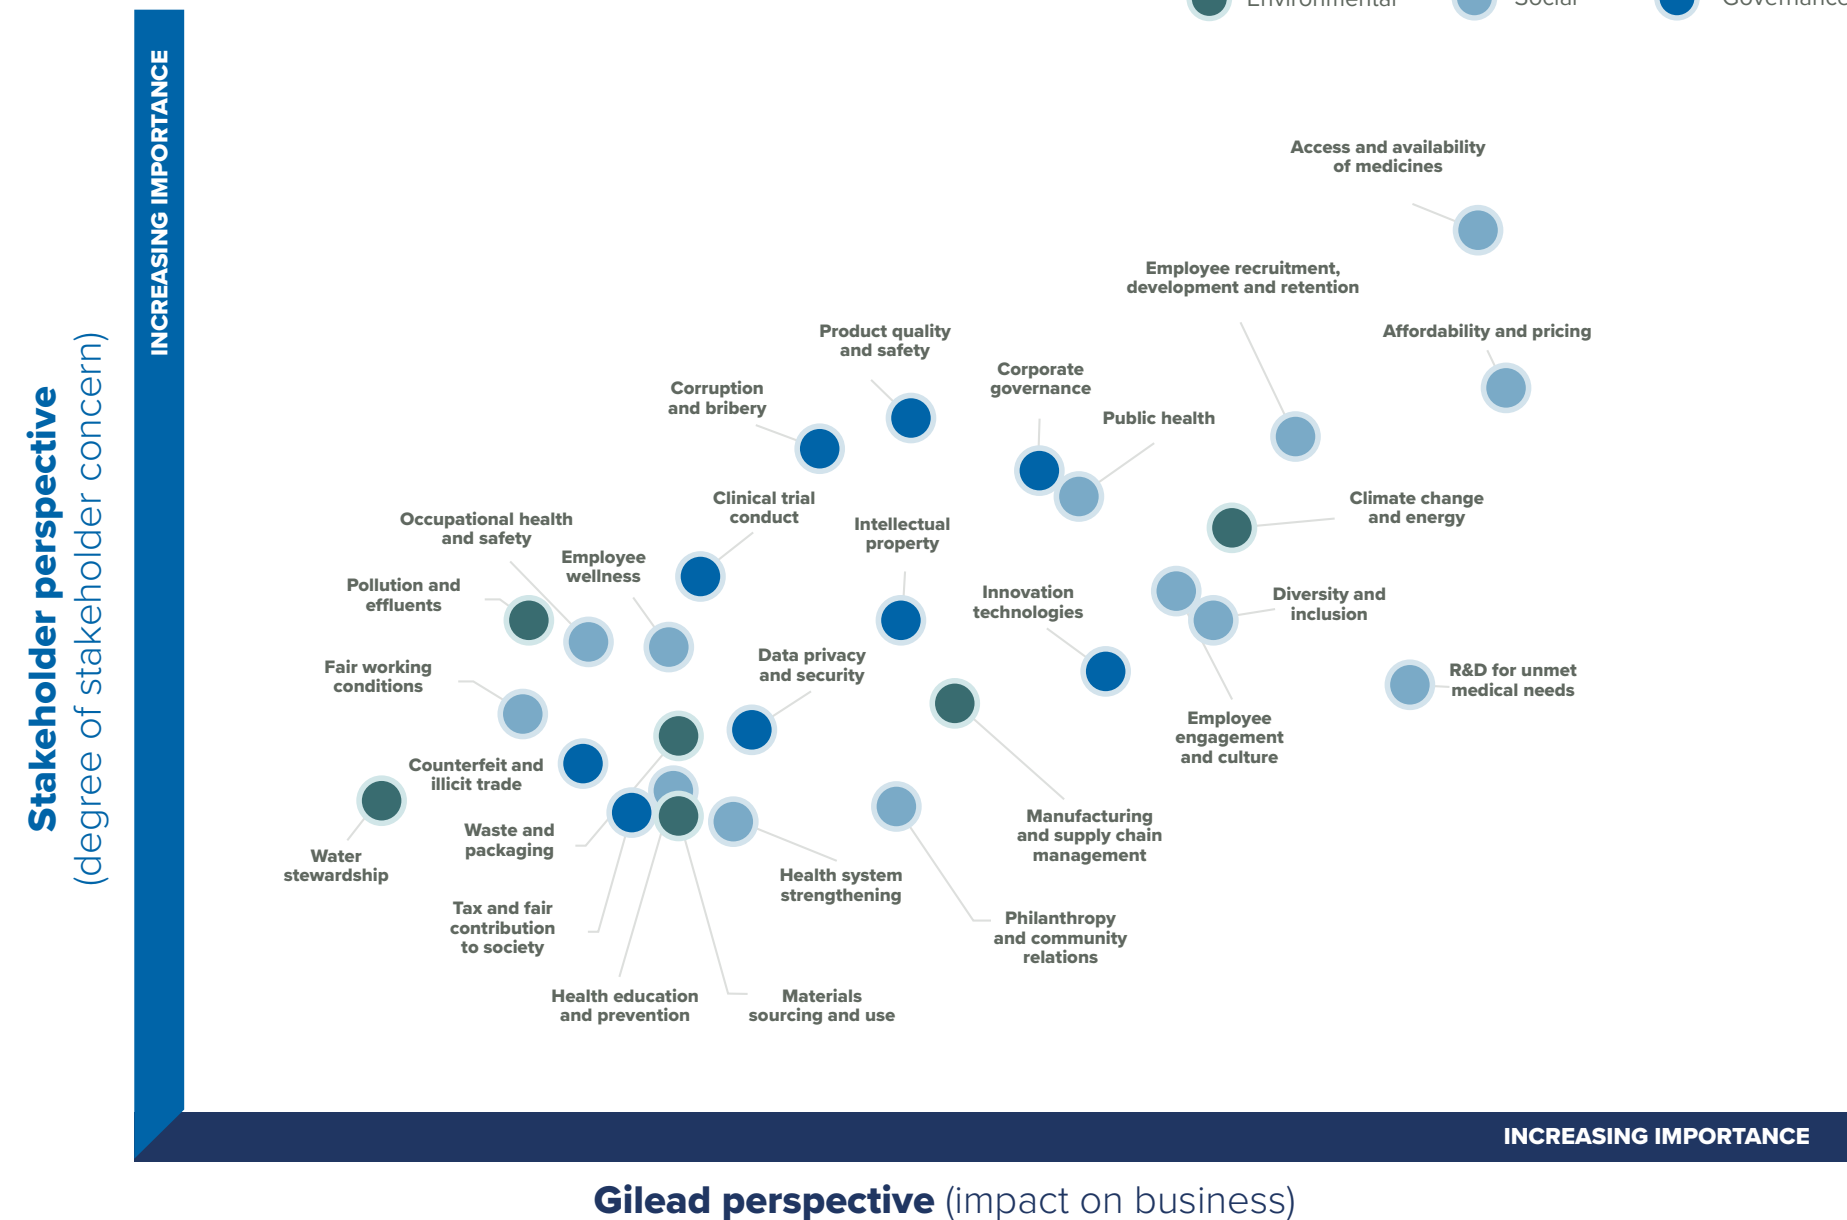 Environmental
Social
Governance
INCREASING IMPORTANCE
Stakeholder perspective
(degree of stakeholder concern)
Access and availability
of medicines
Employee recruitment,
development and retention
Affordability and pricing
Product quality
and safety
Corporate
governance
Corruption
and bribery
Public health
Clinical trial
conduct
Climate change
and energy
Occupational health
and safety
Intellectual
property
Employee
wellness
Pollution and
effluents
Innovation
technologies
Diversity and
inclusion
Data privacy
and security
Fair working
conditions
R&D for unmet
medical needs
Employee
engagement
and culture
Counterfeit and
illicit trade
Manufacturing
and supply chain
management
Waste and
packaging
Water
stewardship
Health system
strengthening
Tax and fair
contribution
to society
Philanthropy
and community
relations
Health education
and prevention
Materials
sourcing and use
INCREASING IMPORTANCE
Gilead perspective (impact on business)